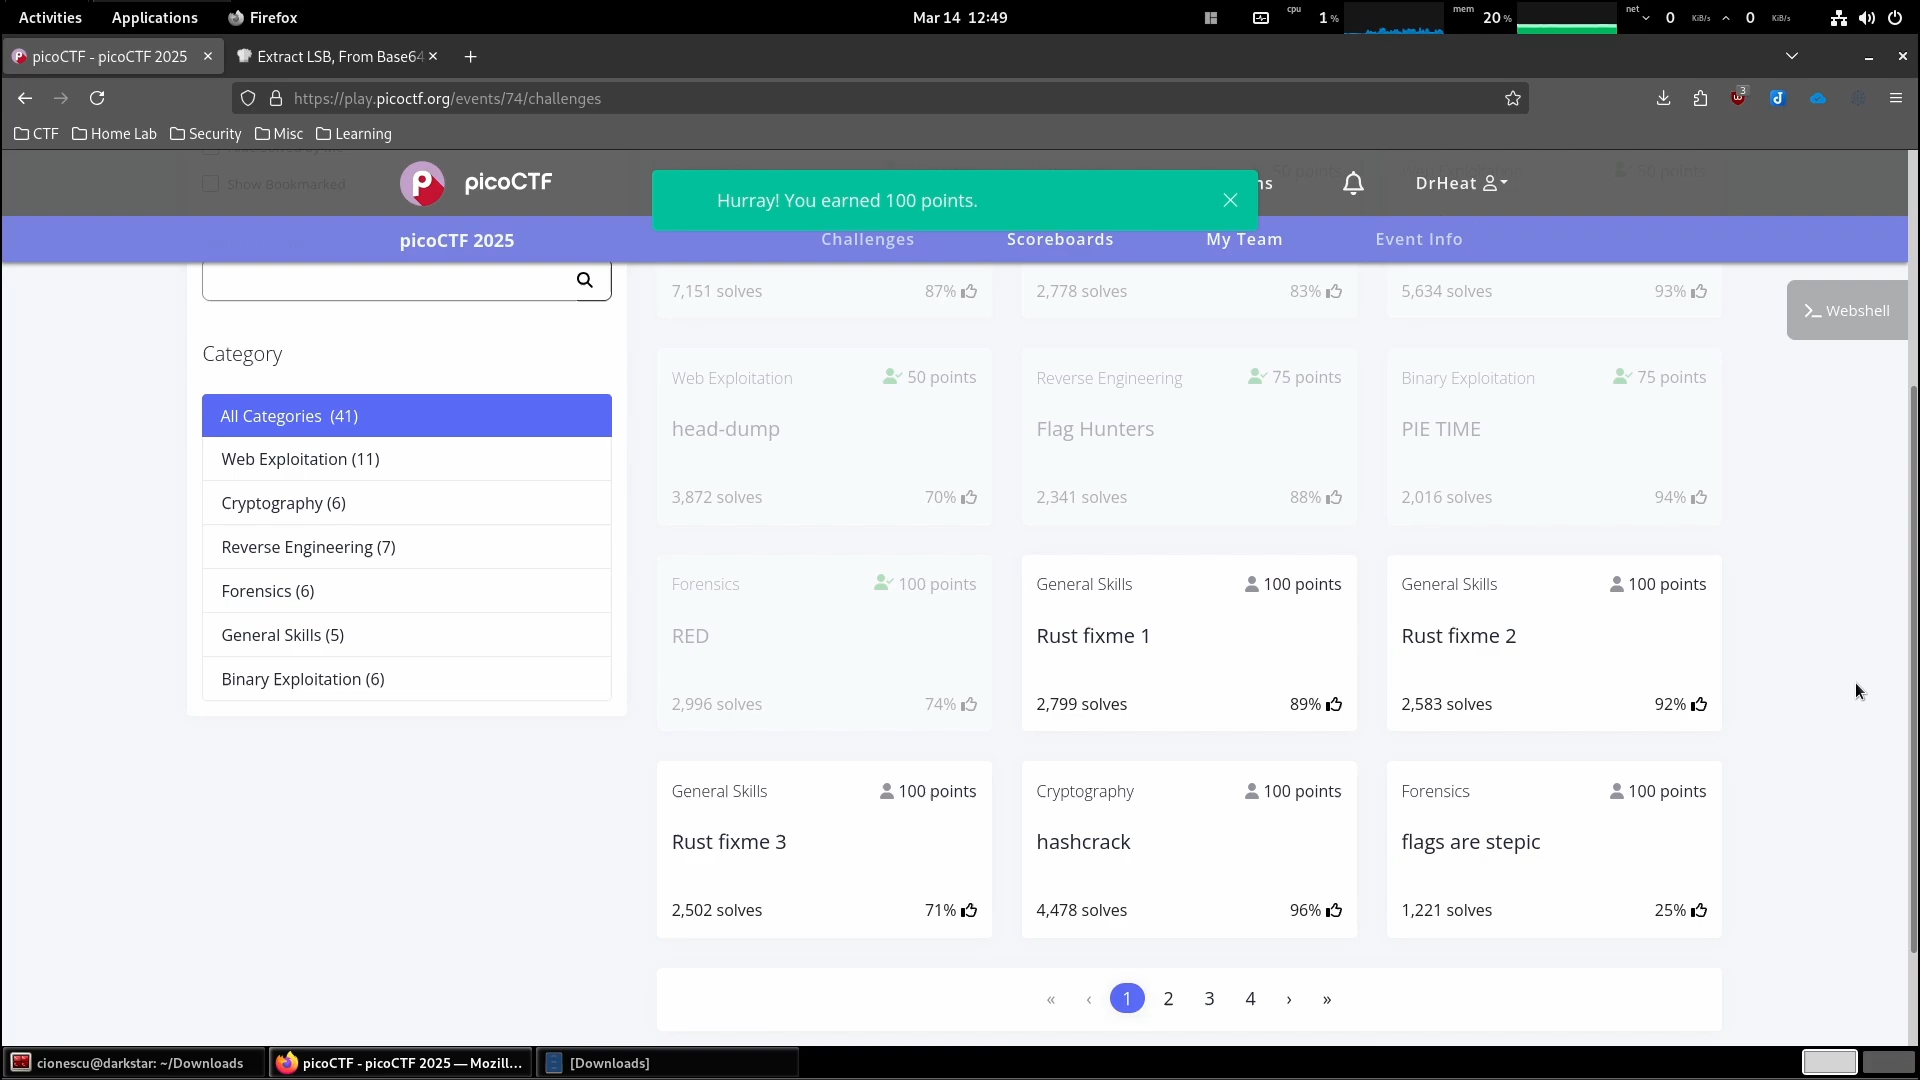 Activities Applications Firefox Mar 14 12:49 cpu 1 % mem 20 % net 0 KiB/s 0 KiB/s
picoCTF - picoCTF 2025 Extract LSB, From Base64
https://play.picoctf.org/events/74/challenges 3
CTF Home Lab Security Misc Learning
Show Bookmarked
picoCTF
Hurray! You earned 100 points.
DrHeat
picoCTF 2025 Challenges Scoreboards My Team Event Info
7,151 solves 87% 2,778 solves 83% 5,634 solves 93%
Webshell
Category
All Categories (41)
Web Exploitation (11)
Cryptography (6)
Reverse Engineering (7)
Forensics (6)
General Skills (5)
Binary Exploitation (6)
Web Exploitation 50 points
head-dump
3,872 solves 70%
Reverse Engineering 75 points
Flag Hunters
2,341 solves 88%
Binary Exploitation 75 points
PIE TIME
2,016 solves 94%
Forensics 100 points
RED
2,996 solves 74%
General Skills 100 points
Rust fixme 1
2,799 solves 89%
General Skills 100 points
Rust fixme 2
2,583 solves 92%
General Skills 100 points
Rust fixme 3
2,502 solves 71%
Cryptography 100 points
hashcrack
4,478 solves 96%
Forensics 100 points
flags are stepic
1,221 solves 25%
« ‹ 1 2 3 4 › »
cionescu@darkstar: ~/Downloads picoCTF - picoCTF 2025 — Mozill... [Downloads]